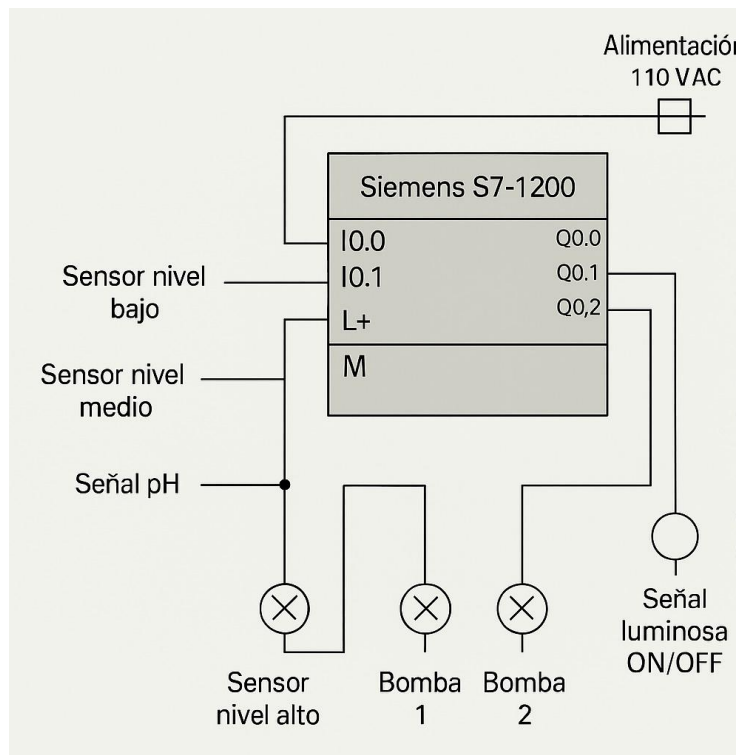 Alimentación
110 VAC
Siemens S7-1200
I0.0
Q0.0
I0.1
Q0.1
L+
Q0,2
M
Sensor nivel
bajo
Sensor nivel
medio
Señal pH
Sensor
nivel alto
Bomba
1
Bomba
2
Señal
luminosa
ON/OFF